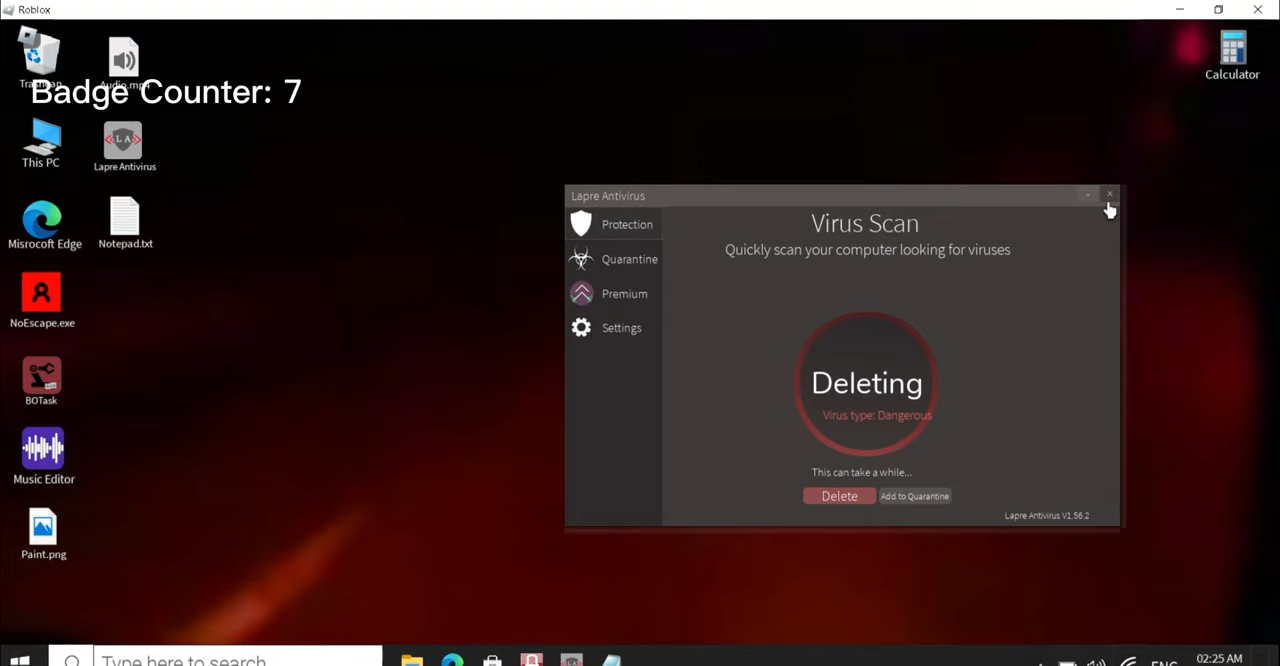 Roblox
Audio.mp4
Calculator
Badge Counter: 7
This PC
Lapre Antivirus
Misrocoft Edge
Notepad.txt
NoEscape.exe
BOTask
Music Editor
Paint.png
Lapre Antivirus
Protection
Quarantine
Premium
Settings
Virus Scan
Quickly scan your computer looking for viruses
Deleting
Virus type: Dangerous
This can take a while...
Delete
Add to Quarantine
Lapre Antivirus V1.56.2
Type here to search
ENG
02:25 AM